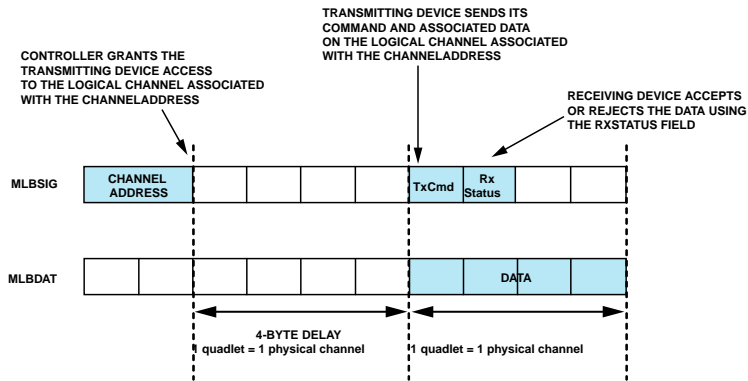 TRANSMITTING DEVICE SENDS ITS
COMMAND AND ASSOCIATED DATA
ON THE LOGICAL CHANNEL ASSOCIATED
WITH THE CHANNELADDRESS
CONTROLLER GRANTS THE
TRANSMITTING DEVICE ACCESS
TO THE LOGICAL CHANNEL ASSOCIATED
WITH THE CHANNELADDRESS
RECEIVING DEVICE ACCEPTS
OR REJECTS THE DATA USING
THE RXSTATUS FIELD
MLBSIG
CHANNEL
ADDRESS
TxCmd
Rx
Status
MLBDAT
DATA
4-BYTE DELAY
1 quadlet = 1 physical channel
1 quadlet = 1 physical channel